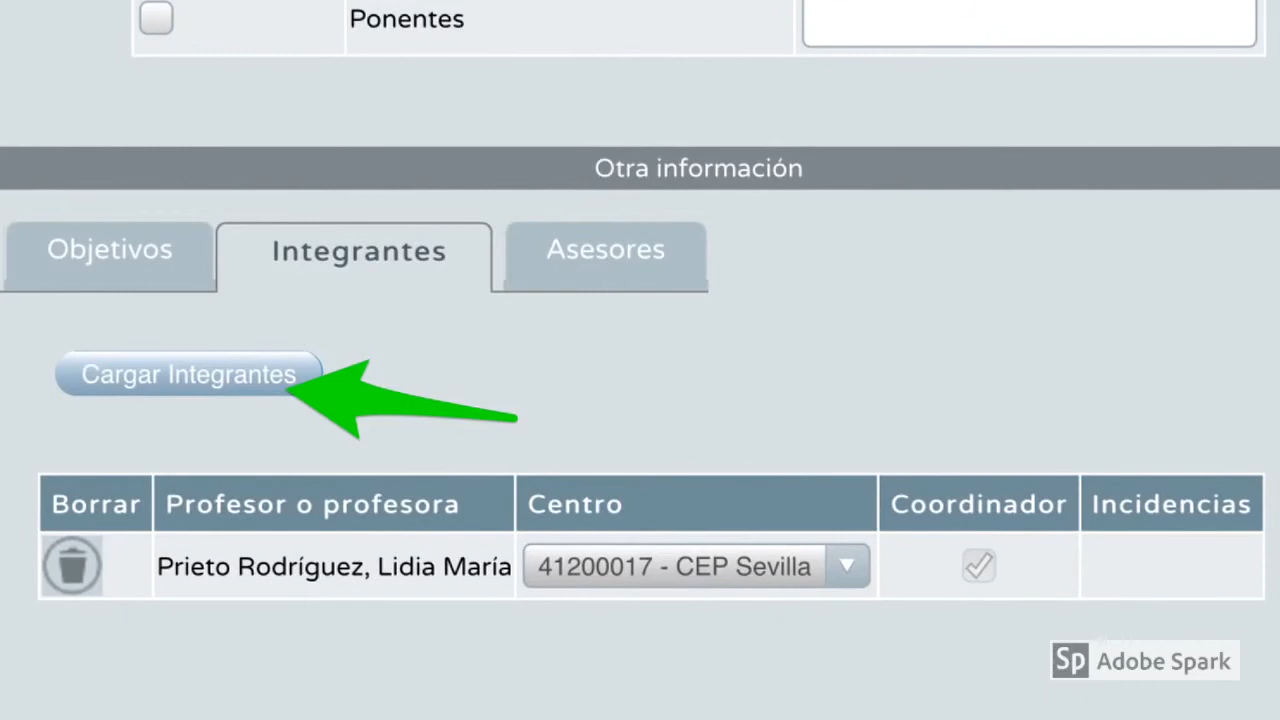 Ponentes
Otra información
Objetivos Integrantes Asesores
Cargar Integrantes
Borrar Profesor o profesora Centro Coordinador Incidencias
Prieto Rodríguez, Lidia María 41200017 - CEP Sevilla
Sp Adobe Spark